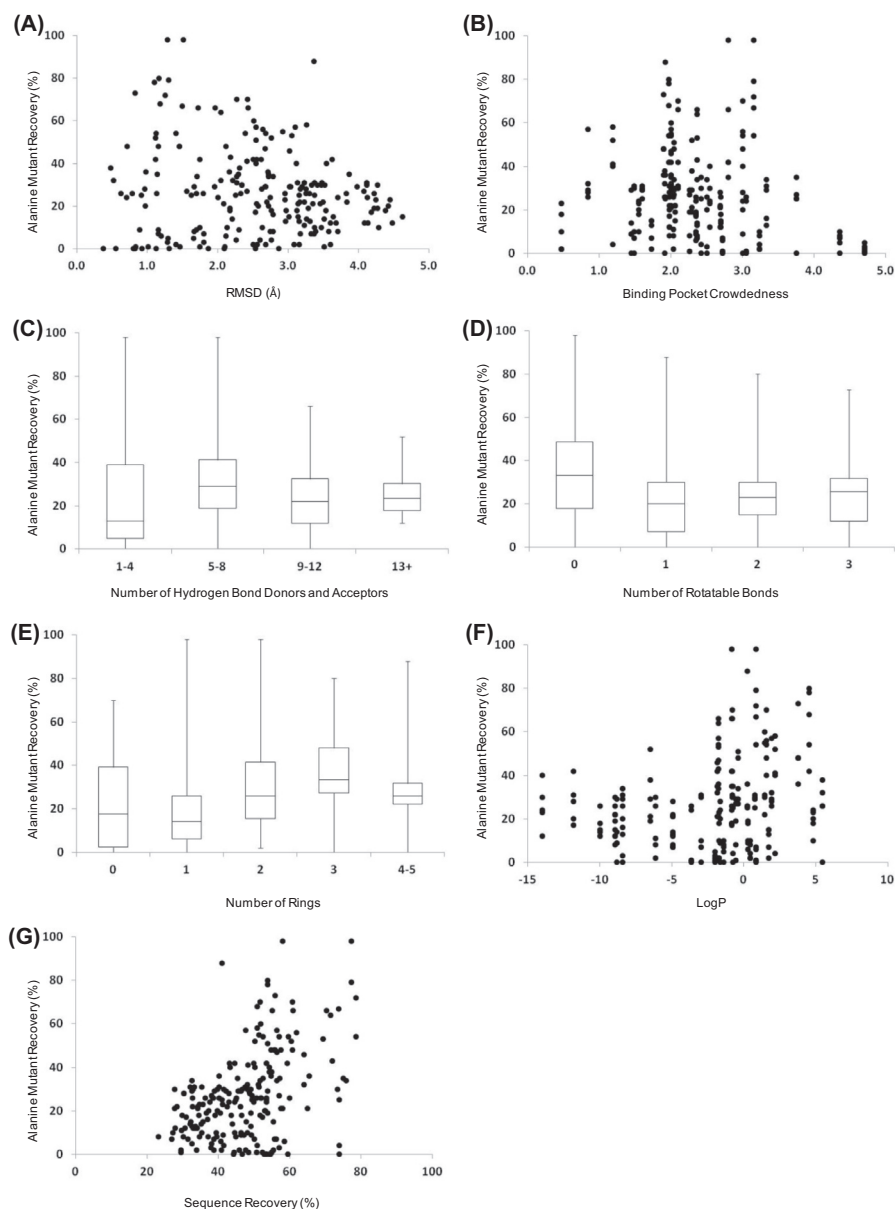 (A)
Alanine Mutant Recovery (%)
100
80
60
40
20
0
0.0 1.0 2.0 3.0 4.0 5.0
RMSD (Å)
(B)
Alanine Mutant Recovery (%)
100
80
60
40
20
0
0.0 1.0 2.0 3.0 4.0 5.0
Binding Pocket Crowdedness
(C)
Alanine Mutant Recovery (%)
100
80
60
40
20
0
1-4 5-8 9-12 13+
Number of Hydrogen Bond Donors and Acceptors
(D)
Alanine Mutant Recovery (%)
100
80
60
40
20
0
0 1 2 3
Number of Rotatable Bonds
(E)
Alanine Mutant Recovery (%)
100
80
60
40
20
0
0 1 2 3 4-5
Number of Rings
(F)
Alanine Mutant Recovery (%)
100
80
60
40
20
0
-15 -10 -5 0 5 10
LogP
(G)
Alanine Mutant Recovery (%)
100
80
60
40
20
0
0 20 40 60 80 100
Sequence Recovery (%)